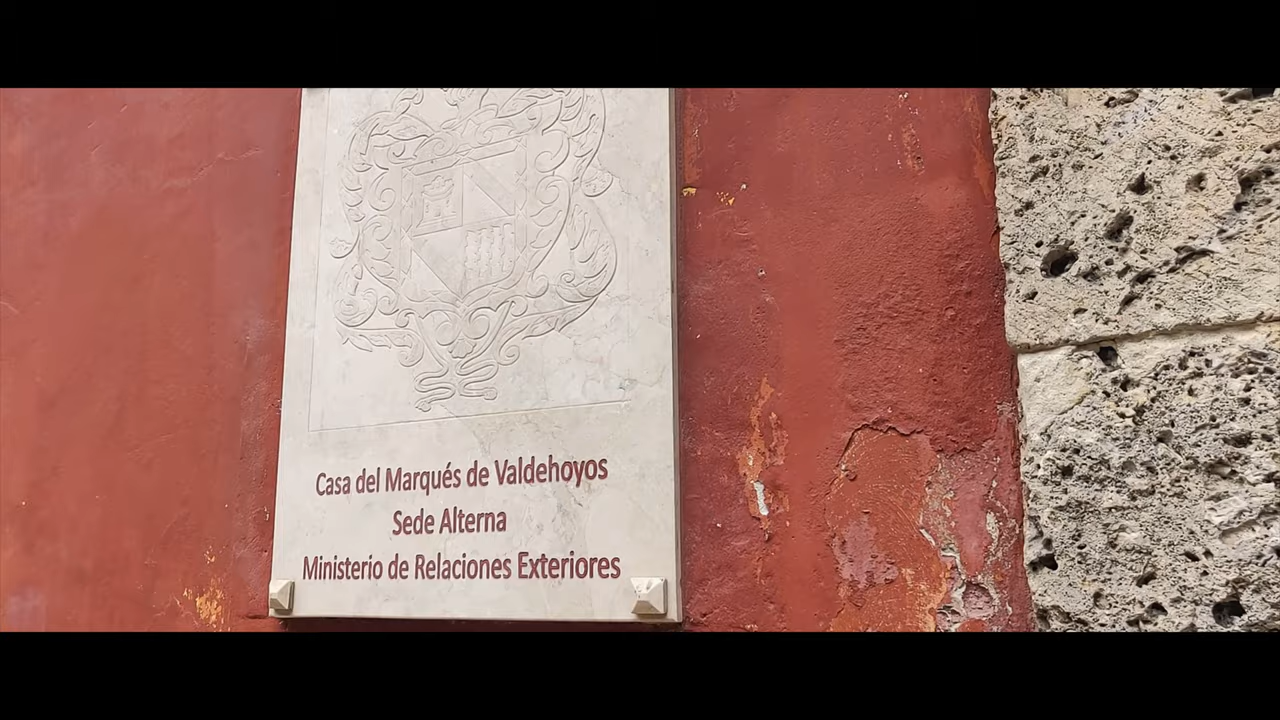 Casa del Marqués de Valdehoyos
Sede Alterna
Ministerio de Relaciones Exteriores